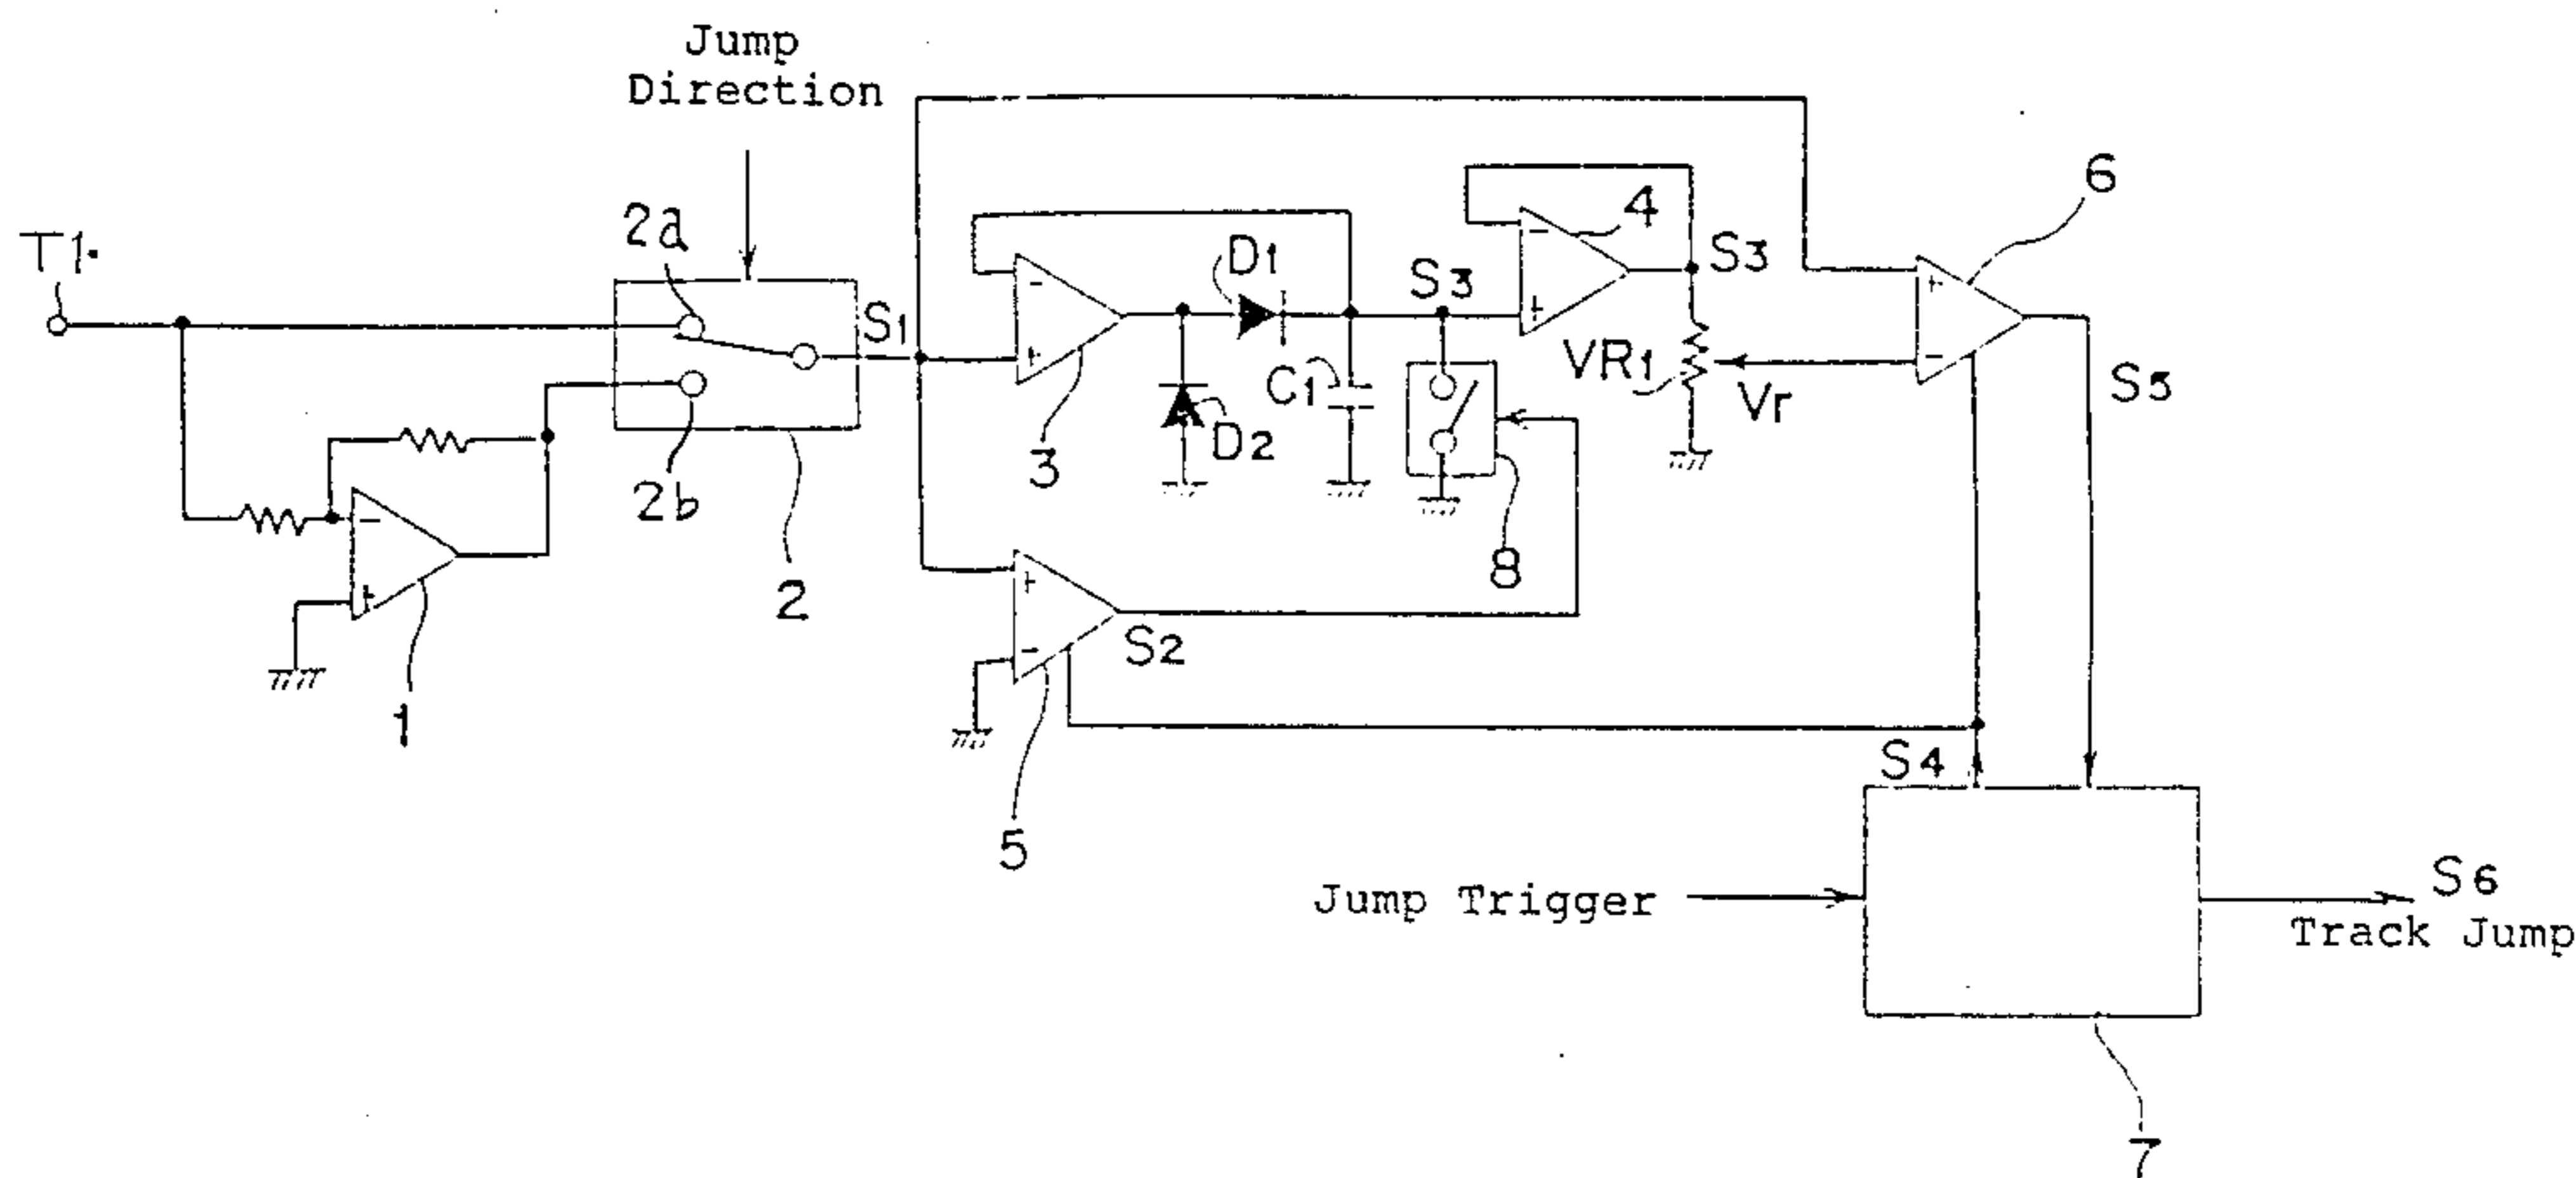 Jump
Direction
T1
2a
2b
1
2
S1
3
D1
D2
C1
S3
4
S3
VR1
Vr
6
S5
8
5
S2
S4
Jump Trigger
S6
Track Jump
7